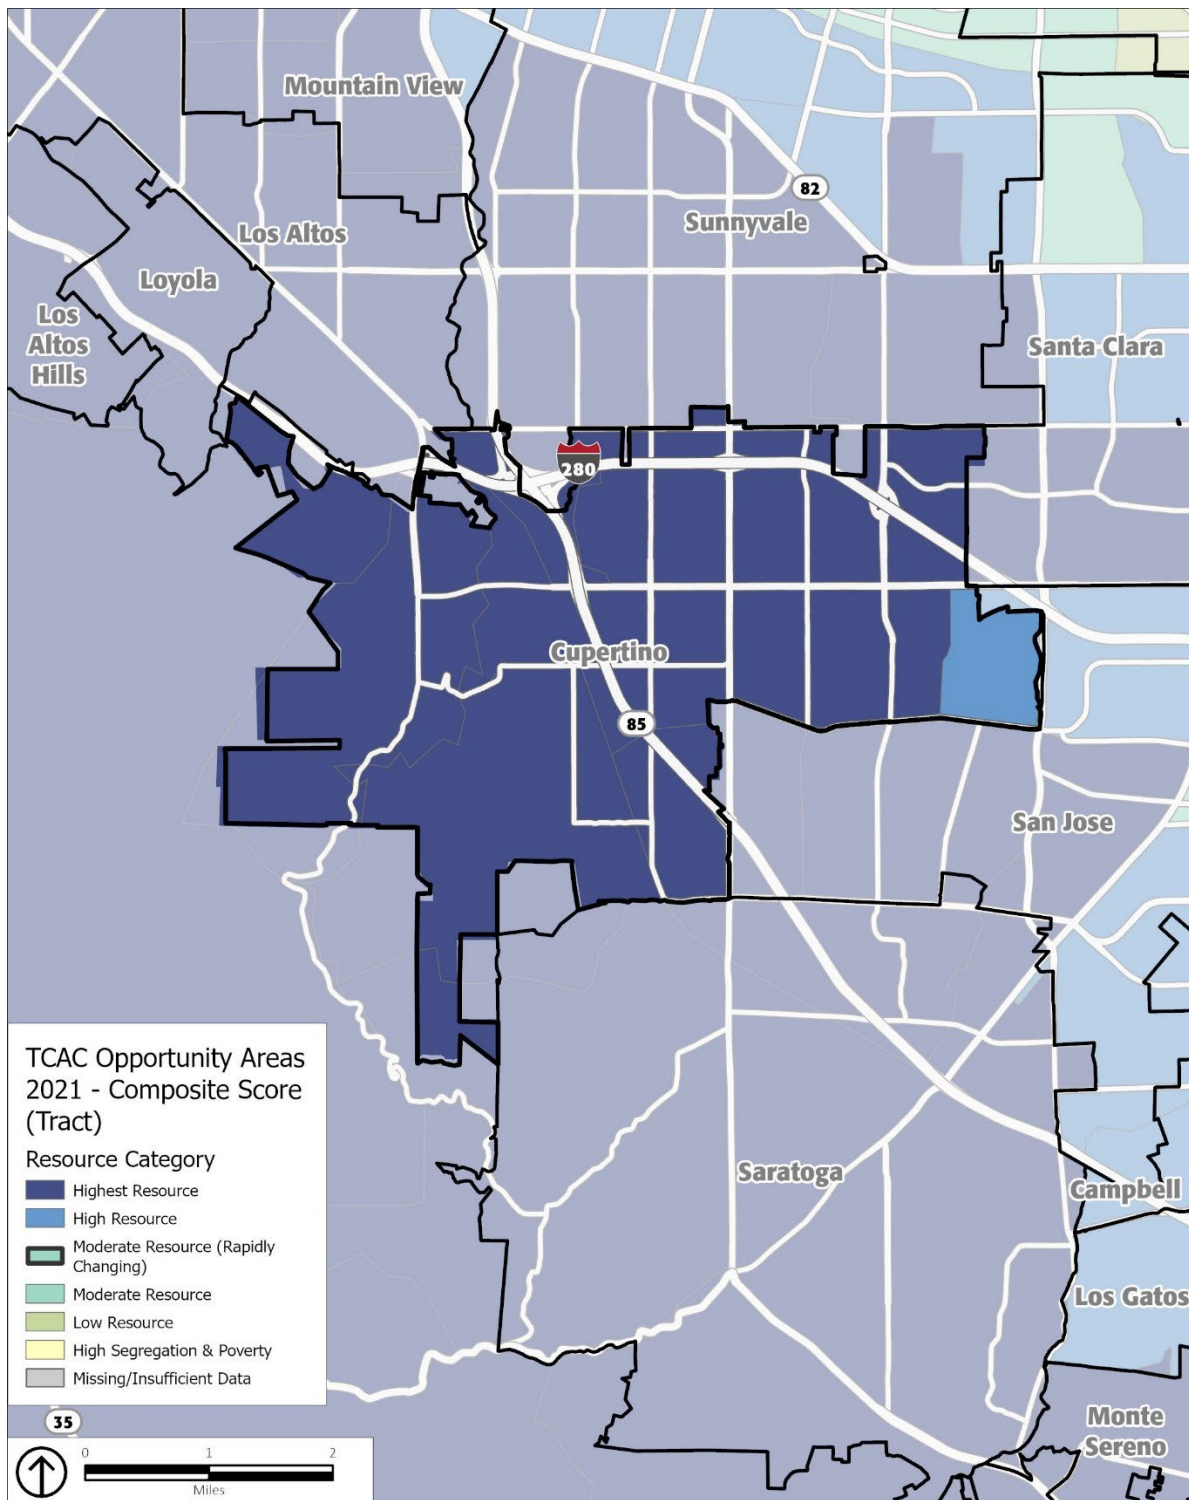 Mountain View
82
Sunnyvale
Los Altos
Loyola
Los
Altos
Hills
Santa Clara
280
Cupertino
85
San Jose
TCAC Opportunity Areas
2021 - Composite Score
(Tract)
Resource Category
Highest Resource
High Resource
Moderate Resource (Rapidly
Changing)
Moderate Resource
Low Resource
High Segregation & Poverty
Missing/Insufficient Data
Saratoga
Campbell
Los Gatos
Monte
Sereno
35
0 1 2
Miles